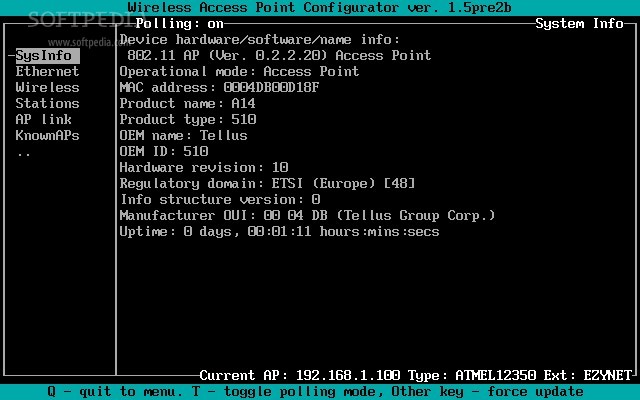 Wireless Access Point Configurator ver. 1.5pre2b
SOFTPEDIA
www.softpedia.com
Polling: on
System Info
SysInfo
Ethernet
Wireless
Stations
AP link
KnownAPs
..
Device hardware/software/name info:
802.11 AP (Ver. 0.2.2.20) Access Point
Operational mode: Access Point
MAC address: 0004DB00D18F
Product name: A14
Product type: 510
OEM name: Tellus
OEM ID: 510
Hardware revision: 10
Regulatory domain: ETSI (Europe) [48]
Info structure version: 0
Manufacturer OUI: 00 04 DB (Tellus Group Corp.)
Uptime: 0 days, 00:01:11 hours:mins:secs
Current AP: 192.168.1.100 Type: ATMEL12350 Ext: EZYNET
Q - quit to menu. T - toggle polling mode, Other key - force update